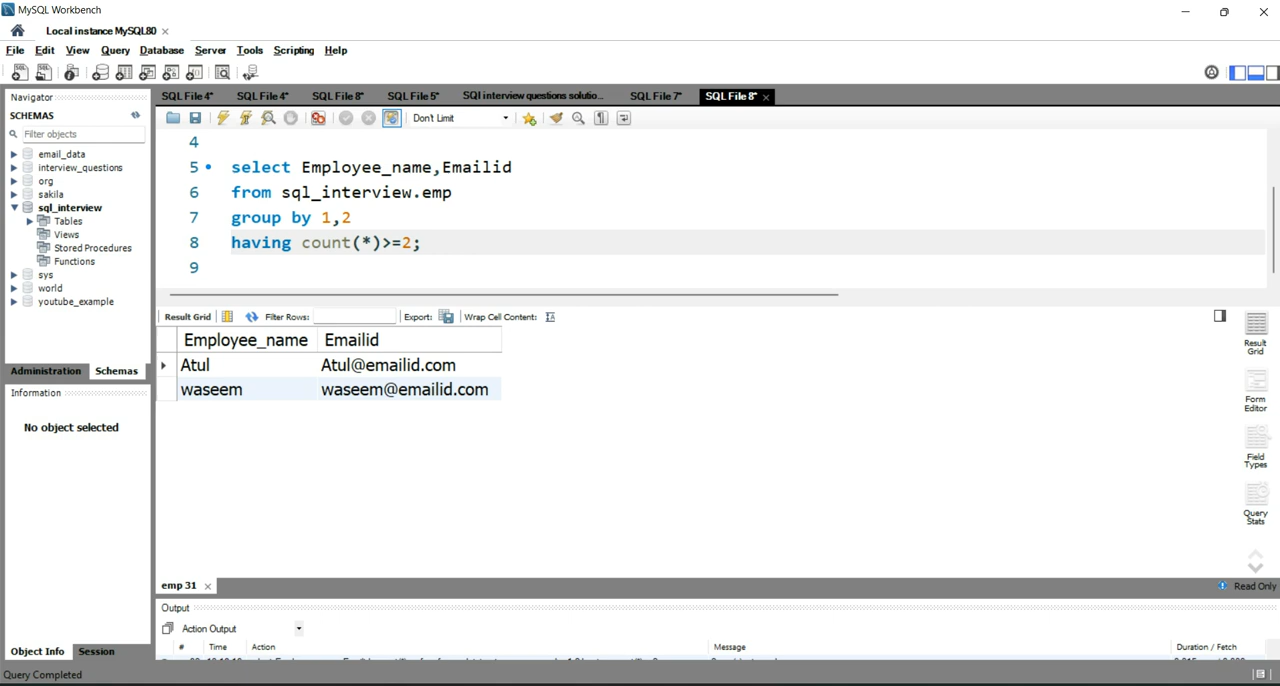 MySQL Workbench
Local instance MySQL80 ×
File Edit View Query Database Server Tools Scripting Help
Navigator
SCHEMAS
Filter objects
email_data
interview_questions
org
sakila
sql_interview
Tables
Views
Stored Procedures
Functions
sys
world
youtube_example
Administration Schemas
Information
No object selected
Object Info Session
SQL File 4* SQL File 4* SQL File 8* SQL File 5* SQl interview questions solutio... SQL File 7* SQL File 8* ×
Don't Limit
4
5 select Employee_name,Emailid
6 from sql_interview.emp
7 group by 1,2
8 having count(*)>=2;
9
Result Grid Filter Rows: Export: Wrap Cell Content: IA
Employee_name Emailid
Atul Atul@emailid.com
waseem waseem@emailid.com
Result Grid
Form Editor
Field Types
Query Stats
emp 31 × Read Only
Output
Action Output
# Time Action Message Duration / Fetch
Query Completed